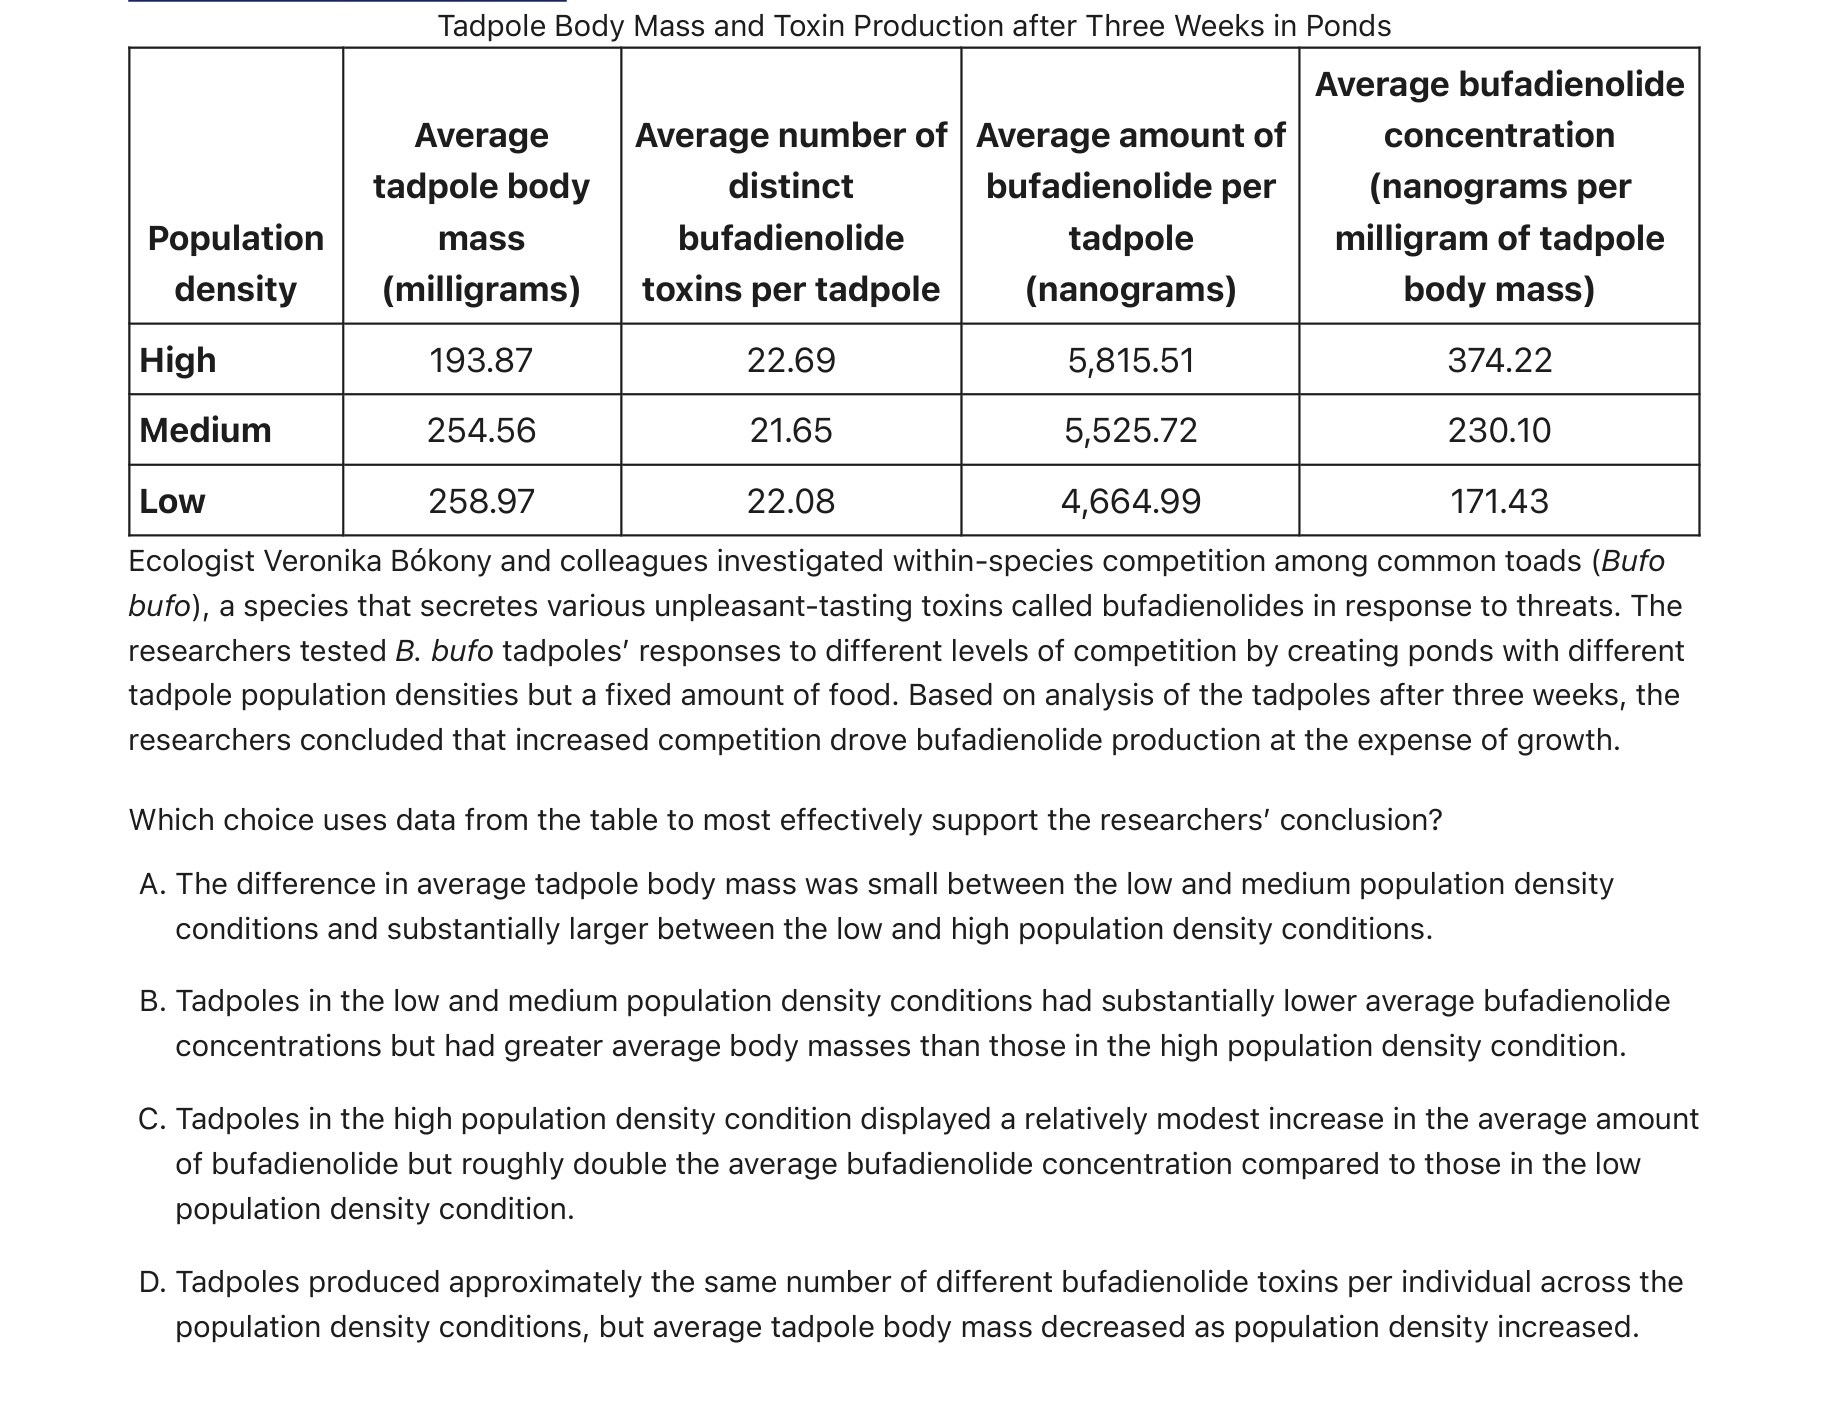 Tadpole Body Mass and Toxin Production after Three Weeks in Ponds
Population density
Average tadpole body mass (milligrams)
Average number of distinct bufadienolide toxins per tadpole
Average amount of bufadienolide per tadpole (nanograms)
Average bufadienolide concentration (nanograms per milligram of tadpole body mass)
High 193.87 22.69 5,815.51 374.22
Medium 254.56 21.65 5,525.72 230.10
Low 258.97 22.08 4,664.99 171.43
Ecologist Veronika Bókony and colleagues investigated within-species competition among common toads (Bufo
bufo), a species that secretes various unpleasant-tasting toxins called bufadienolides in response to threats. The
researchers tested B. bufo tadpoles’ responses to different levels of competition by creating ponds with different
tadpole population densities but a fixed amount of food. Based on analysis of the tadpoles after three weeks, the
researchers concluded that increased competition drove bufadienolide production at the expense of growth.
Which choice uses data from the table to most effectively support the researchers’ conclusion?
A. The difference in average tadpole body mass was small between the low and medium population density
conditions and substantially larger between the low and high population density conditions.
B. Tadpoles in the low and medium population density conditions had substantially lower average bufadienolide
concentrations but had greater average body masses than those in the high population density condition.
C. Tadpoles in the high population density condition displayed a relatively modest increase in the average amount
of bufadienolide but roughly double the average bufadienolide concentration compared to those in the low
population density condition.
D. Tadpoles produced approximately the same number of different bufadienolide toxins per individual across the
population density conditions, but average tadpole body mass decreased as population density increased.